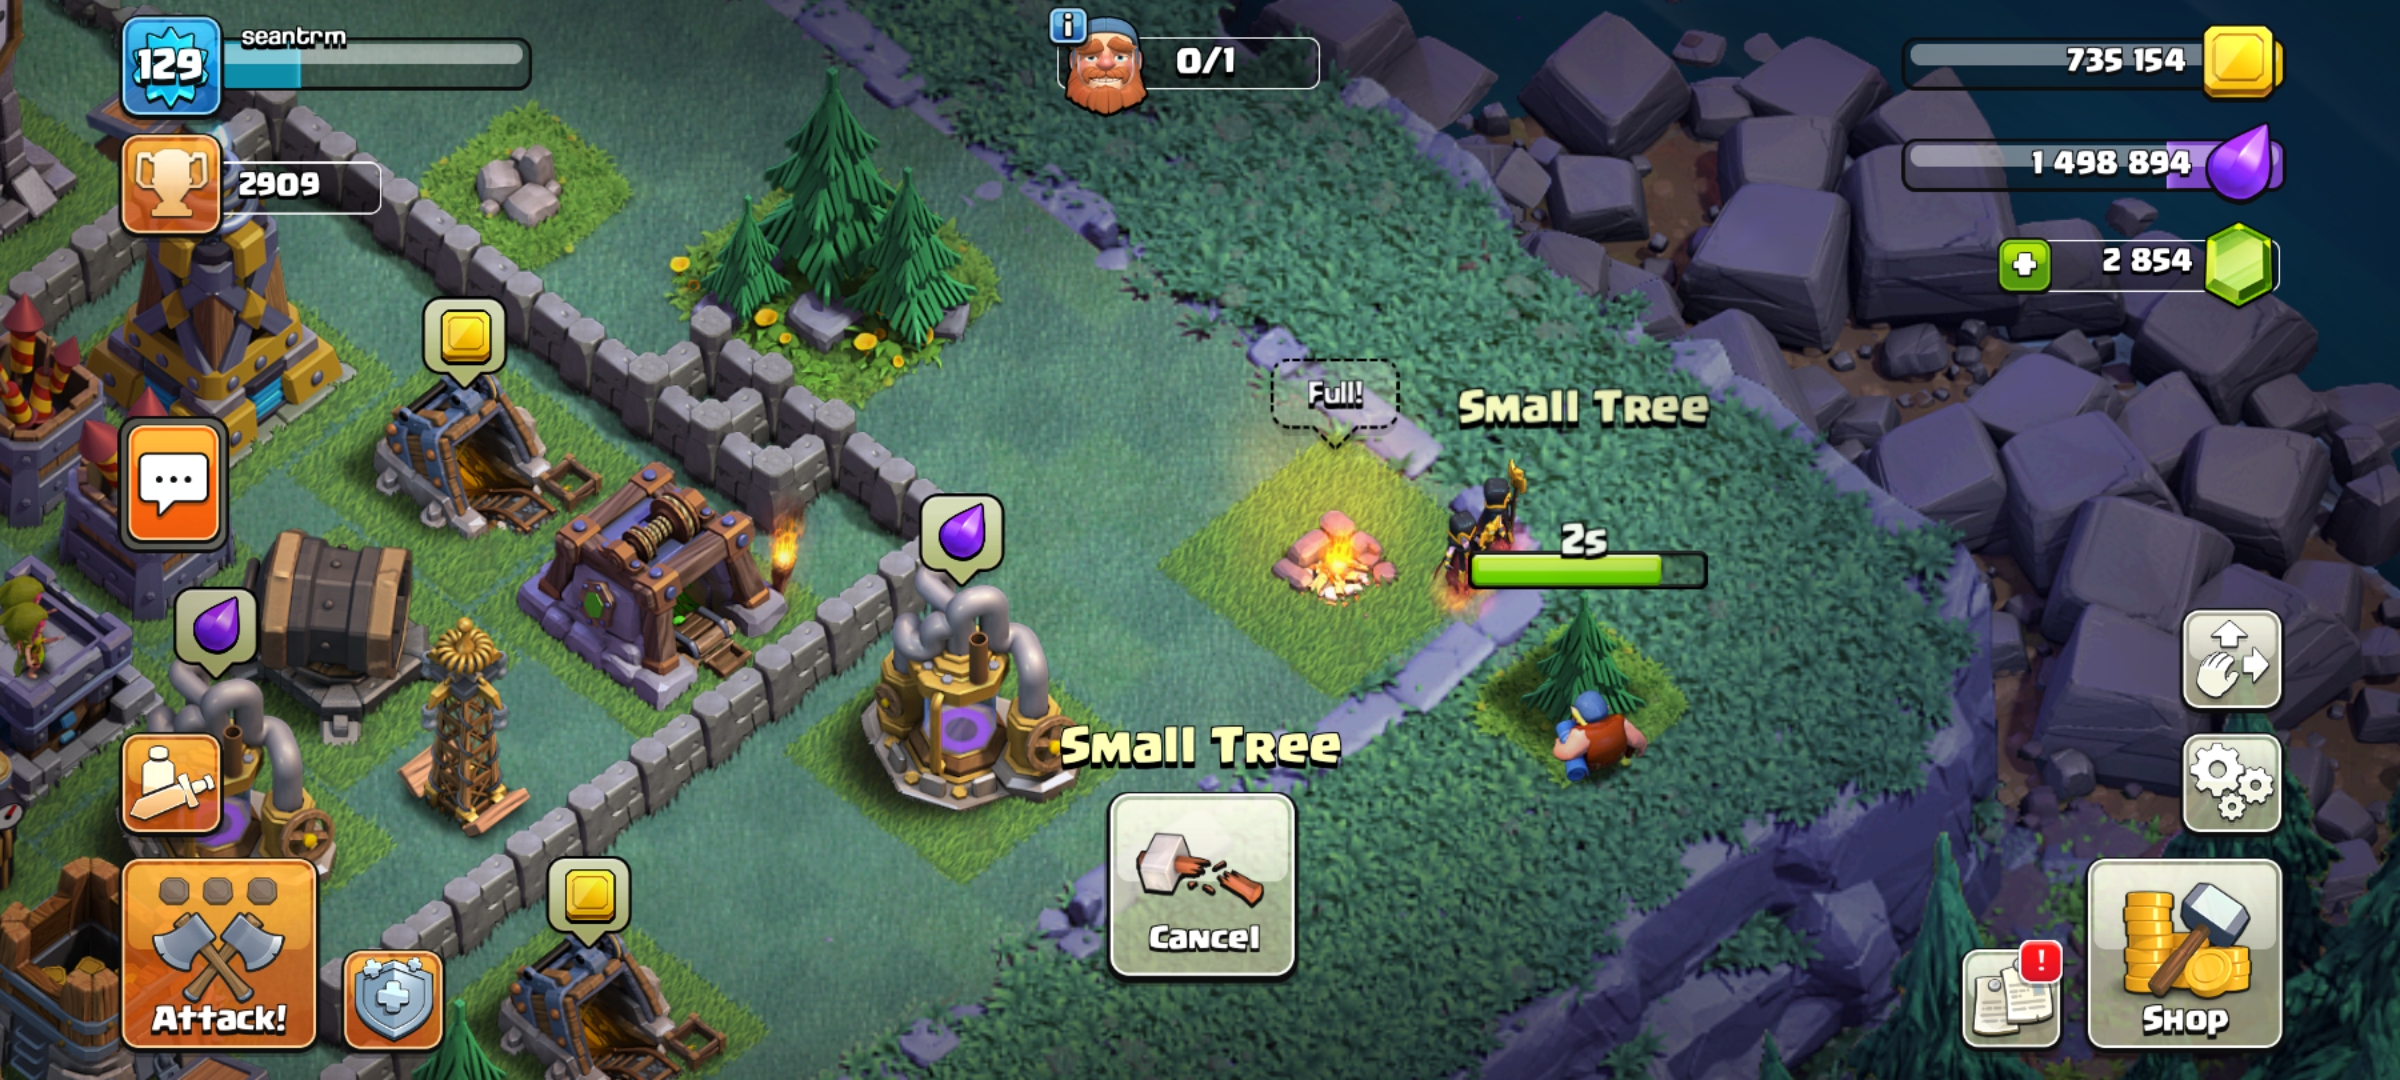 129
seantrm
0/1
735 154
2909
1 498 894
2 854
Full!
Small Tree
2s
Small Tree
Cancel
Attack!
!
Shop